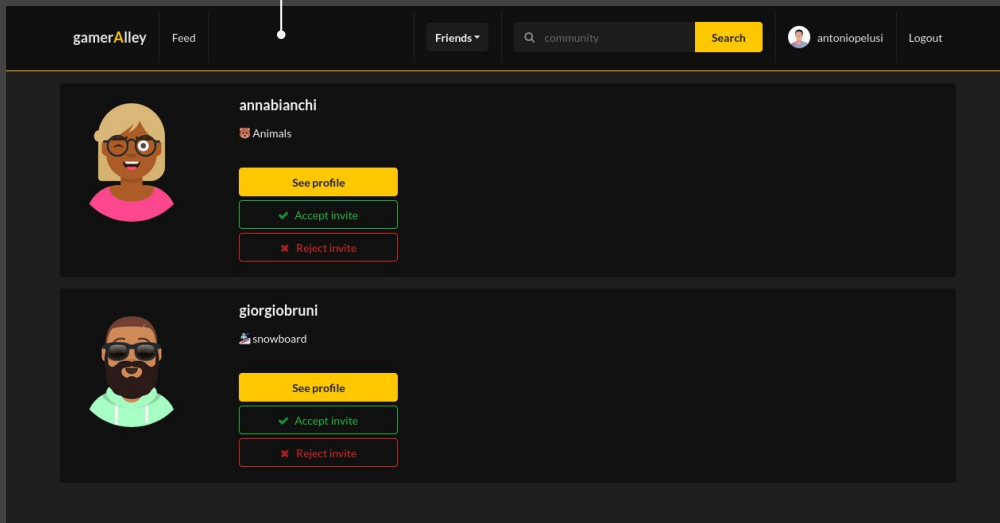 gamerAlley Feed Friends community Search antoniopelusi Logout
annabianchi
🐻 Animals
See profile
Accept invite
Reject invite
giorgiobruni
🏂 snowboard
See profile
Accept invite
Reject invite